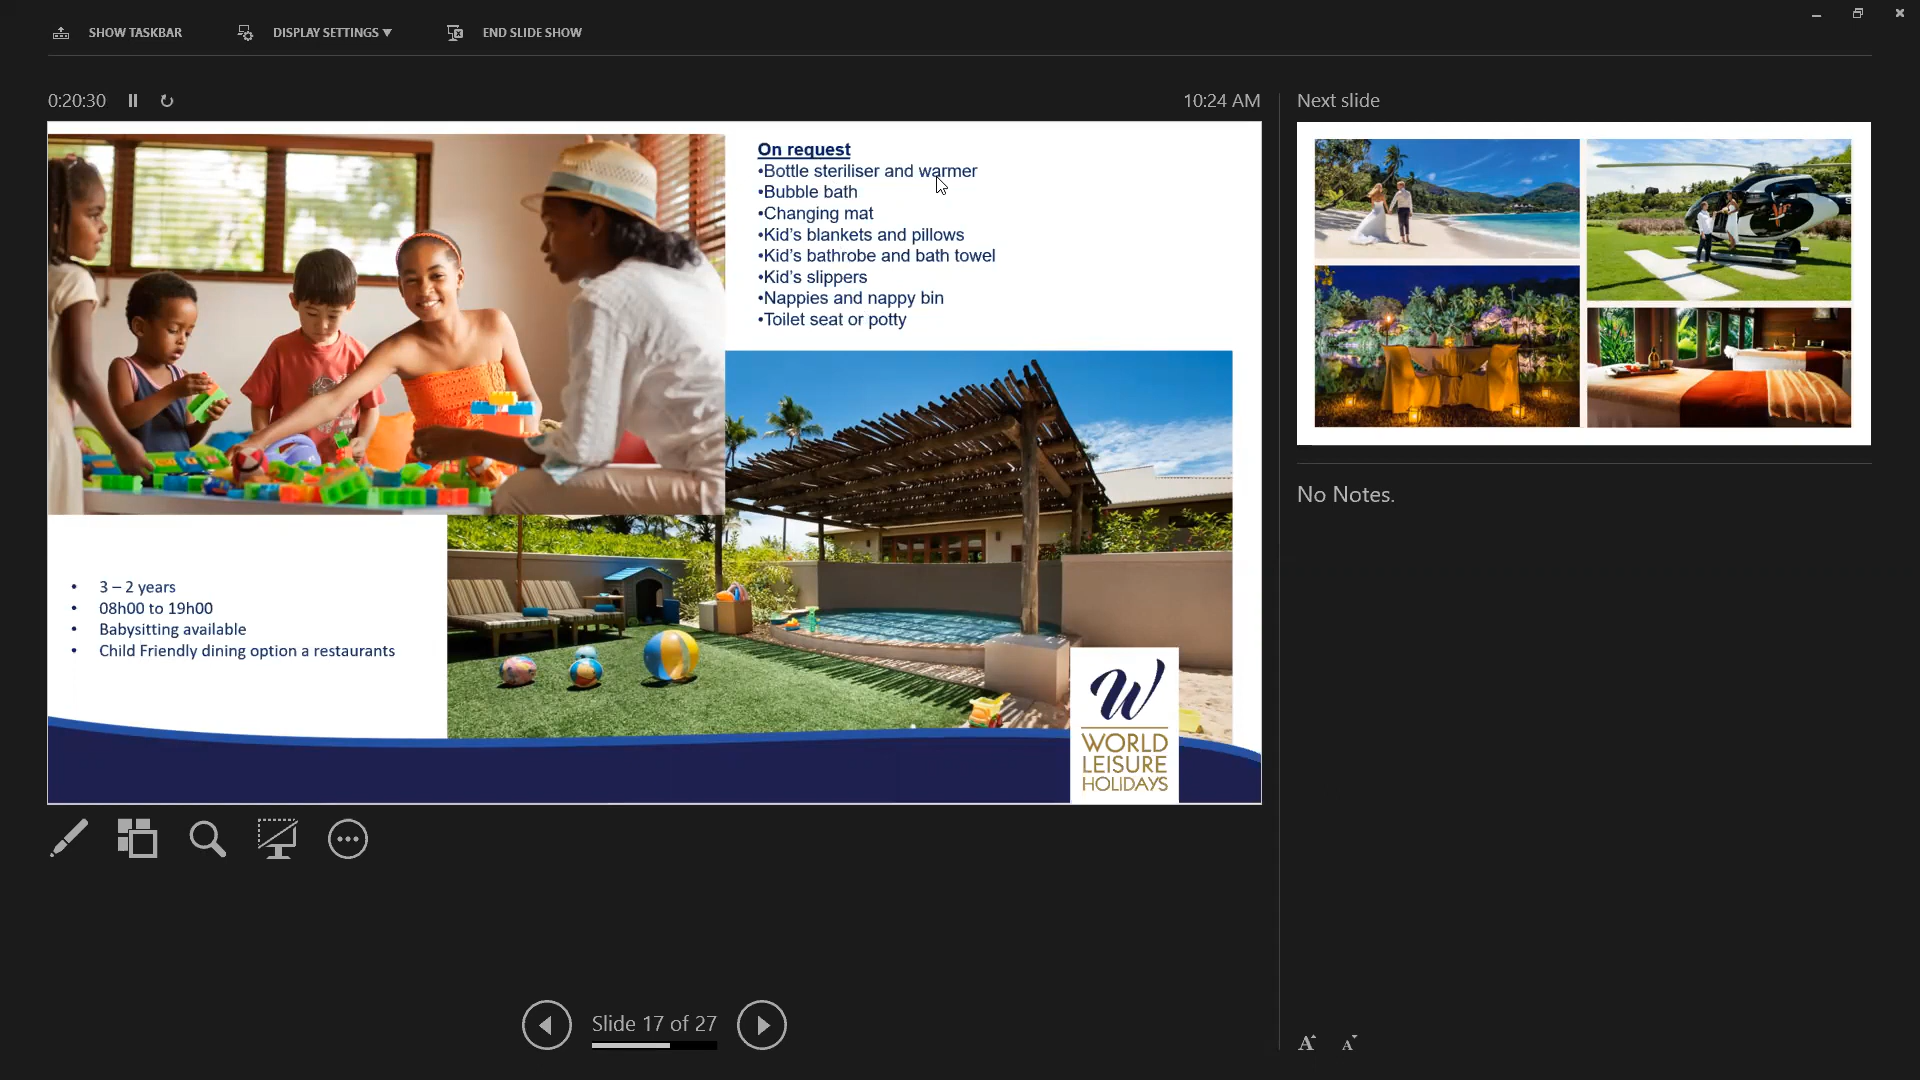 SHOW TASKBAR
DISPLAY SETTINGS ▼
END SLIDE SHOW
0:20:30
10:24 AM
Next slide
On request
•Bottle steriliser and warmer
•Bubble bath
•Changing mat
•Kid's blankets and pillows
•Kid's bathrobe and bath towel
•Kid's slippers
•Nappies and nappy bin
•Toilet seat or potty
No Notes.
• 3 – 2 years
• 08h00 to 19h00
• Babysitting available
• Child Friendly dining option a restaurants
W
WORLD
LEISURE
HOLIDAYS
Slide 17 of 27
A
A